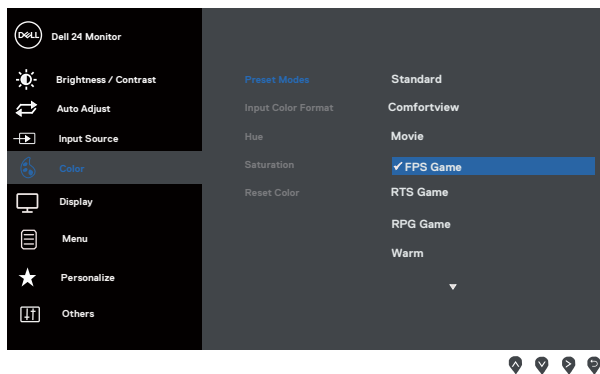 DELL Dell 24 Monitor
Brightness / Contrast
Auto Adjust
Input Source
Color
Display
Menu
Personalize
Others
Preset Modes
Input Color Format
Hue
Saturation
Reset Color
Standard
Comfortview
Movie
✓ FPS Game
RTS Game
RPG Game
Warm